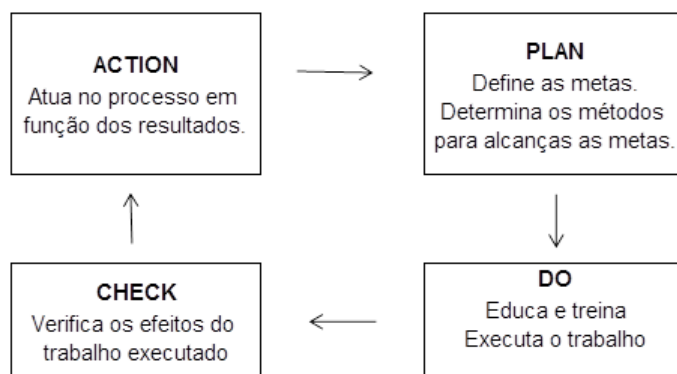 ACTION
Atua no processo em
função dos resultados.
PLAN
Define as metas.
Determina os métodos
para alcanças as metas.
DO
Educa e treina
Executa o trabalho
CHECK
Verifica os efeitos do
trabalho executado